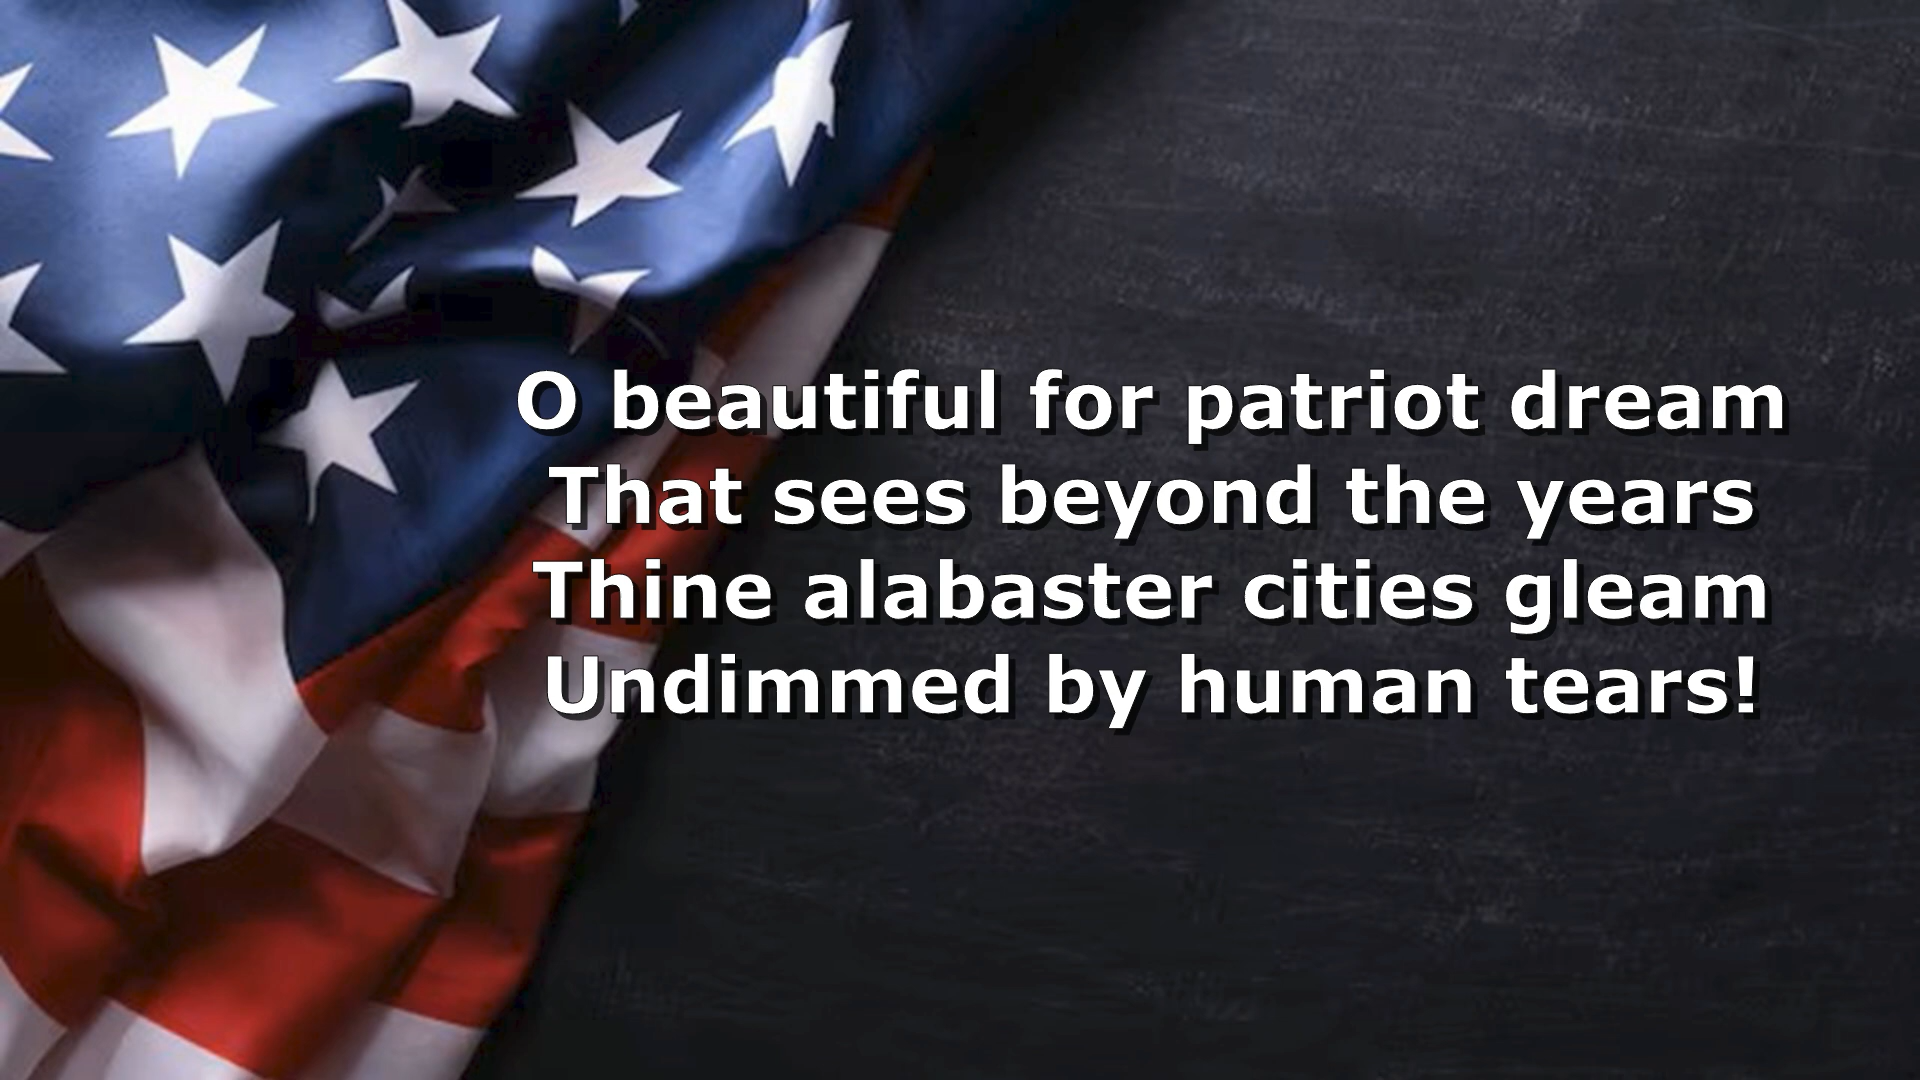 O beautiful for patriot dream
That sees beyond the years
Thine alabaster cities gleam
Undimmed by human tears!